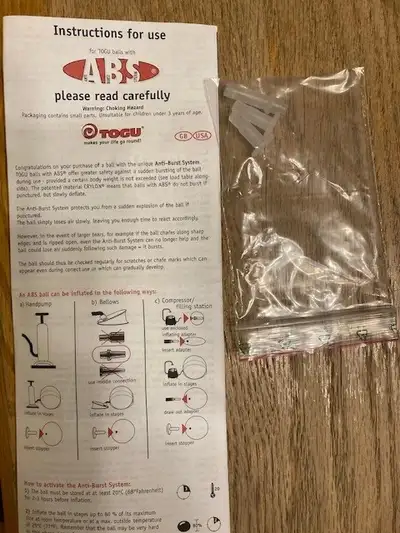 Instructions for use
for TOGU balls with
ABS®
please read carefully
Warning: Choking Hazard
Packaging contains small parts. Unsuitable for children under 3 years of age.
TOGU®
makes your life go round!
GB USA
Congratulations on your purchase of a ball with the unique Anti-Burst System.
TOGU balls with ABS® offer greater safety against a sudden bursting of the ball
during use - provided a certain body weight is not exceeded (see load table along-
side). The patented material CRYLON® means that balls with ABS® do not burst if
punctured, but slowly deflate.
The Anti-Burst System protects you from a sudden explosion of the ball if
punctured.
The ball simply loses air slowly, leaving you enough time to react accordingly.
However, in the event of larger holes, for example if the ball chafes using sharp
edges and is ripped open, even the Anti-Burst System can no longer help and the
ball could lose air suddenly following such damage = it bursts.
The ball should thus be checked regularly for scratches or chafe marks which can
appear even during correct use or which can gradually develop.
An ABS ball can be inflated in the following ways:
a) Handpump
b) Bellows
c) Compressor/
filling station
use enclosed
inflating adapter
insert adapter
use middle connection
inflate in stages
inflate in stages
inflate in stages
draw out adapter
insert stopper
insert stopper
insert stopper
How to activate the Anti-Burst System:
1) The ball must be stored at at least 20°C (68°Fahrenheit)
for 2-3 hours before inflation.
2) Inflate the ball in stages up to 80 % of its maximum
size at room temperature or at a max. outside temperature
of 25°C (77°F). Remember that the ball may be very hard